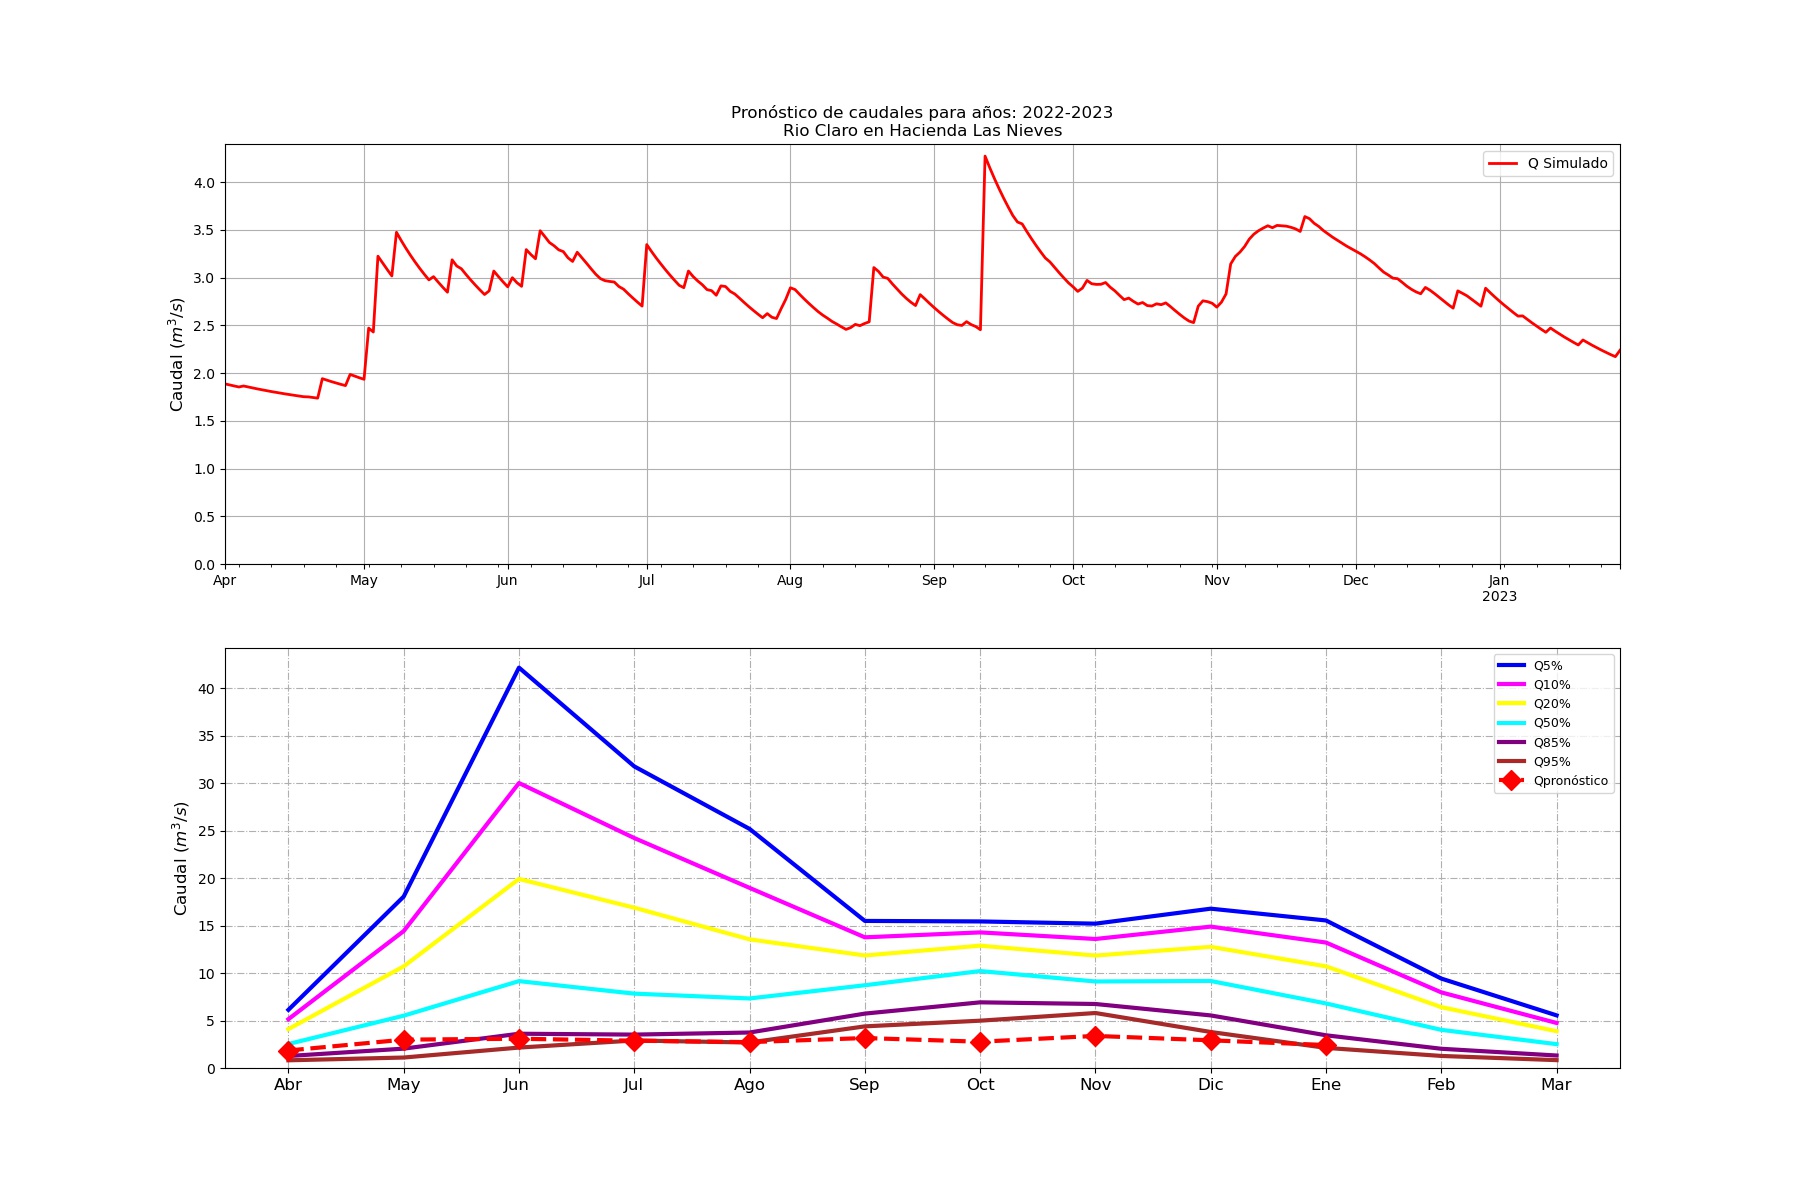 Pronóstico de caudales para años: 2022-2023
Rio Claro en Hacienda Las Nieves
Caudal (m³/s)
4.0
3.5
3.0
2.5
2.0
1.5
1.0
0.5
0.0
Q Simulado
Apr May Jun Jul Aug Sep Oct Nov Dec Jan
2023
Caudal (m³/s)
40
35
30
25
20
15
10
5
0
Q5%
Q10%
Q20%
Q50%
Q85%
Q95%
Qpronóstico
Abr May Jun Jul Ago Sep Oct Nov Dic Ene Feb Mar